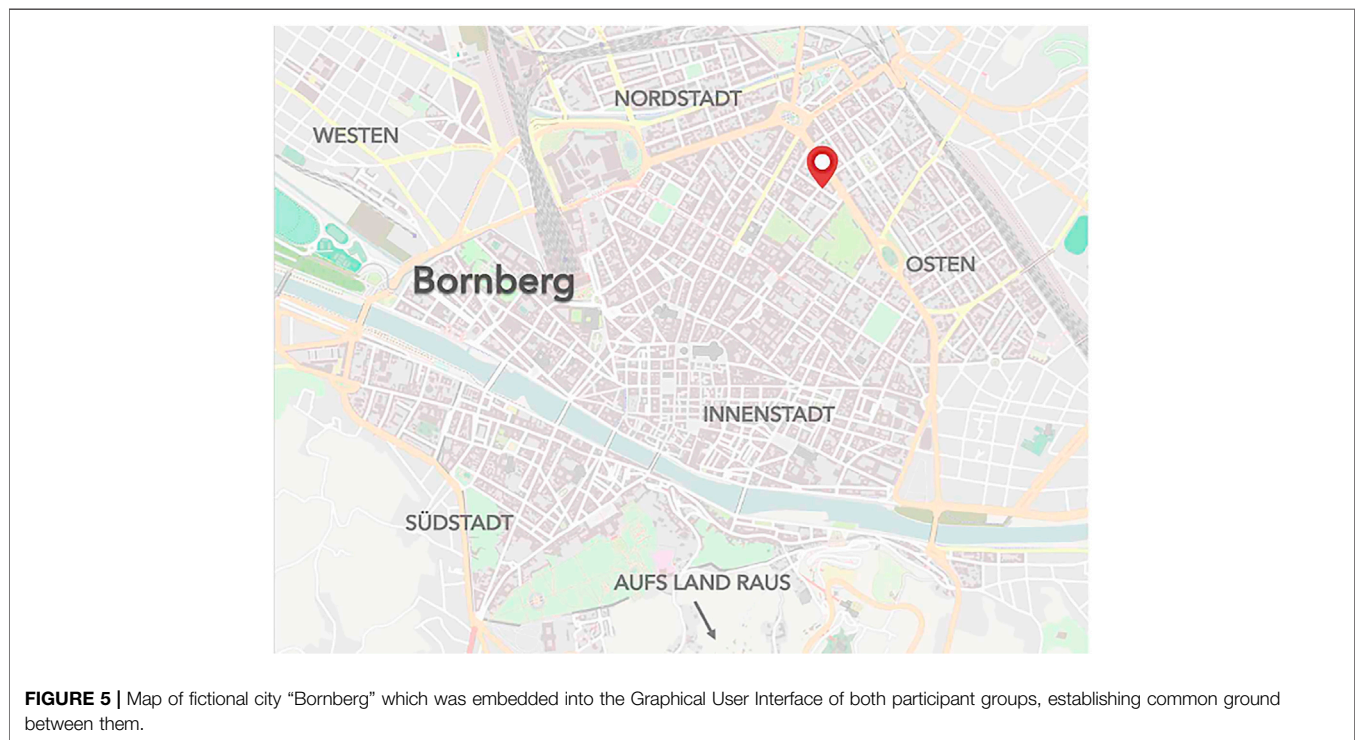 NORDSTADT
WESTEN
OSTEN
Bornberg
INNENSTADT
SÜDSTADT
AUFS LAND RAUS
FIGURE 5 | Map of fictional city “Bornberg” which was embedded into the Graphical User Interface of both participant groups, establishing common ground
between them.